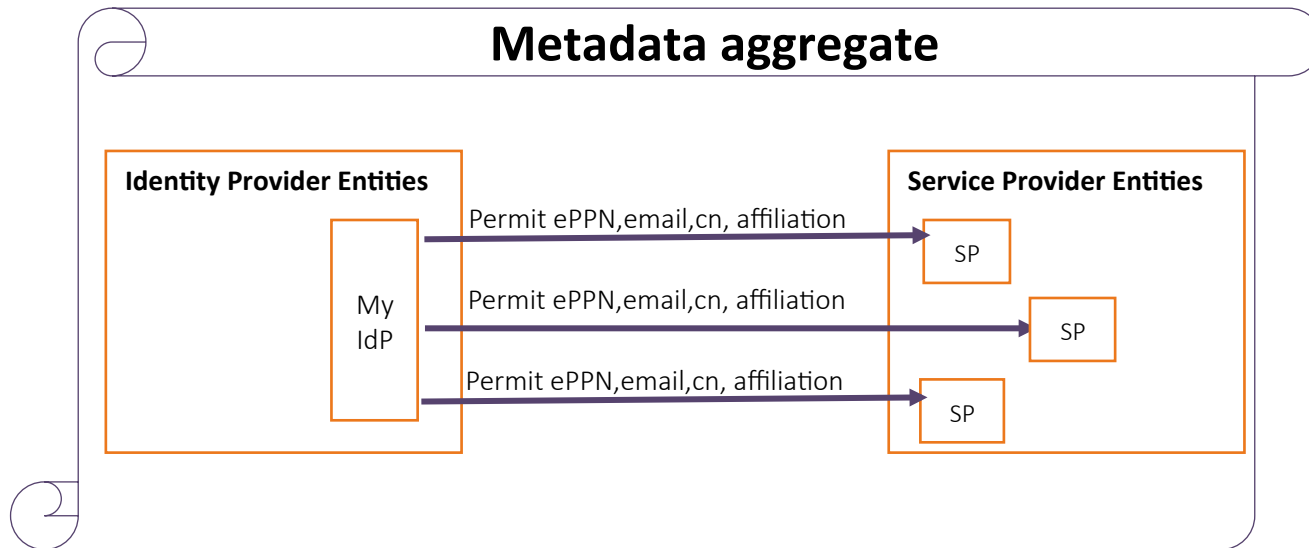 Metadata aggregate
Identity Provider Entities
Service Provider Entities
Permit ePPN,email,cn, affiliation
SP
Permit ePPN,email,cn, affiliation
My
IdP
SP
Permit ePPN,email,cn, affiliation
SP